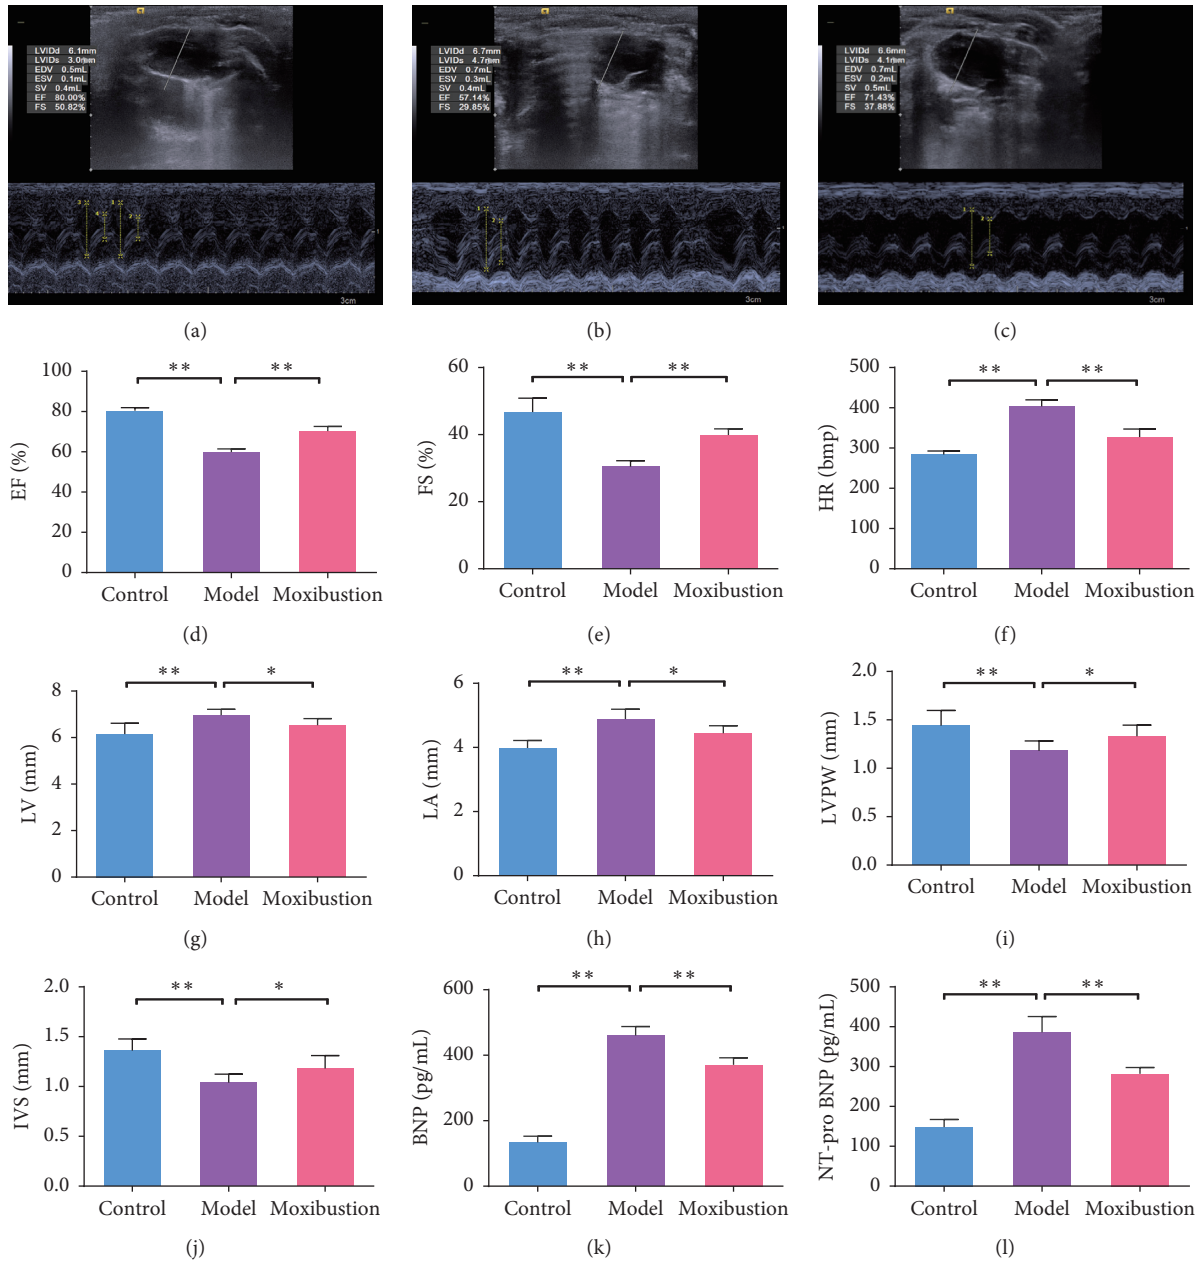 LVIDd 6.1mm
LVIDs 3.0mm
EDV 0.5mL
ESV 0.1mL
SV 0.4mL
EF 80.00%
FS 50.82%
3 1
4 2
3cm
(a)
LVIDd 6.7mm
LVIDs 4.7mm
EDV 0.7mL
ESV 0.3mL
SV 0.4mL
EF 57.14%
FS 29.85%
1
2
3cm
(b)
LVIDd 6.6mm
LVIDs 4.1mm
EDV 0.7mL
ESV 0.2mL
SV 0.5mL
EF 71.43%
FS 37.88%
1
2
3cm
(c)
EF (%)
100
80
60
40
20
0
** **
Control Model Moxibustion
(d)
FS (%)
60
40
20
0
** **
Control Model Moxibustion
(e)
HR (bmp)
500
400
300
200
100
0
** **
Control Model Moxibustion
(f)
LV (mm)
8
6
4
2
0
** *
Control Model Moxibustion
(g)
LA (mm)
6
4
2
0
** *
Control Model Moxibustion
(h)
LVPW (mm)
2.0
1.5
1.0
0.5
0.0
** *
Control Model Moxibustion
(i)
IVS (mm)
2.0
1.5
1.0
0.5
0.0
** *
Control Model Moxibustion
(j)
BNP (pg/mL)
600
400
200
0
** **
Control Model Moxibustion
(k)
NT-pro BNP (pg/mL)
500
400
300
200
100
0
** **
Control Model Moxibustion
(l)